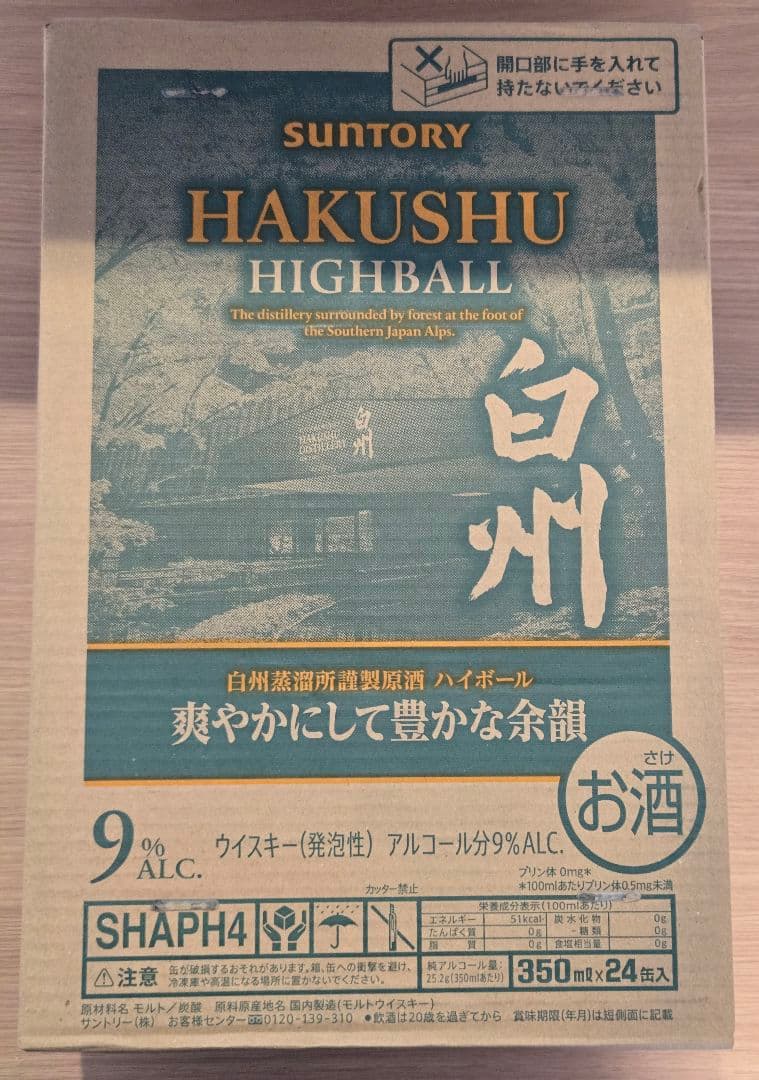 開口部に手を入れて
持たないでください
SUNTORY
HAKUSHU
HIGHBALL
The distillery surrounded by forest at the foot of
the Southern Japan Alps.
白州
HAKUSHU
DISTILLERY
白州
白州蒸溜所謹製原酒 ハイボール
爽やかにして豊かな余韻
さけ
お酒
9%
ALC.
ウイスキー(発泡性) アルコール分9%ALC.
プリン体 0mg*
*100mlあたりプリン体0.5mg未満
カッター禁止
SHAPH4
栄養成分表示(100mlあたり)
エネルギー 51kcal 炭水化物 0g
たんぱく質 0g -糖類 0g
脂質 0g 食塩相当量 0g
注意 缶が破損するおそれがあります。箱、缶への衝撃を避け、
冷凍庫や高温になる場所に置かないでください。
純アルコール量:
25.2g(350mlあたり)
350ml×24缶入
原材料名 モルト/炭酸 原料原産地名 国内製造(モルトウイスキー)
サントリー(株) お客様センター 0120-139-310 ●飲酒は20歳を過ぎてから 賞味期限(年月)は短側面に記載